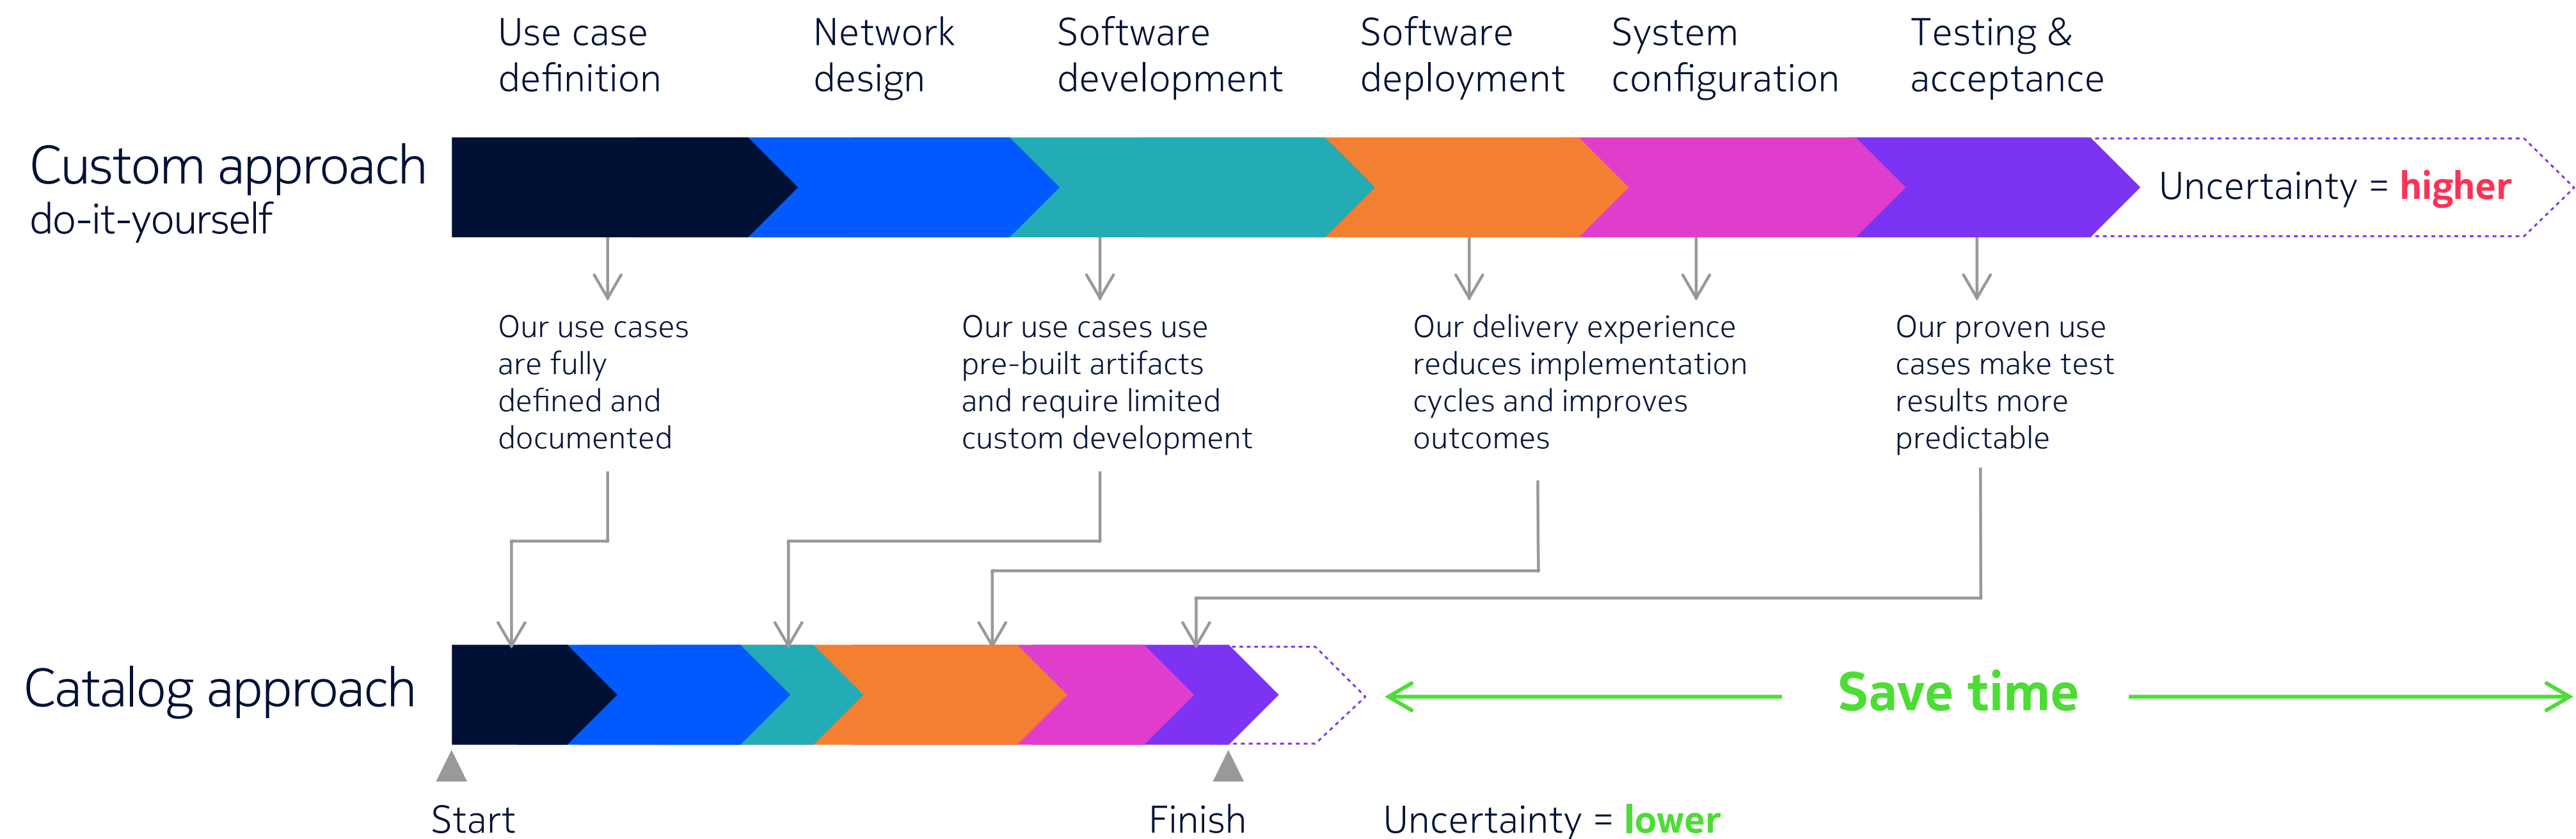 Use case
definition
Network
design
Software
development
Software
deployment
System
configuration
Testing &
acceptance
Custom approach
do-it-yourself
Uncertainty = higher
Our use cases
are fully
defined and
documented
Our use cases use
pre-built artifacts
and require limited
custom development
Our delivery experience
reduces implementation
cycles and improves
outcomes
Our proven use
cases make test
results more
predictable
Catalog approach
Save time
Start
Finish
Uncertainty = lower